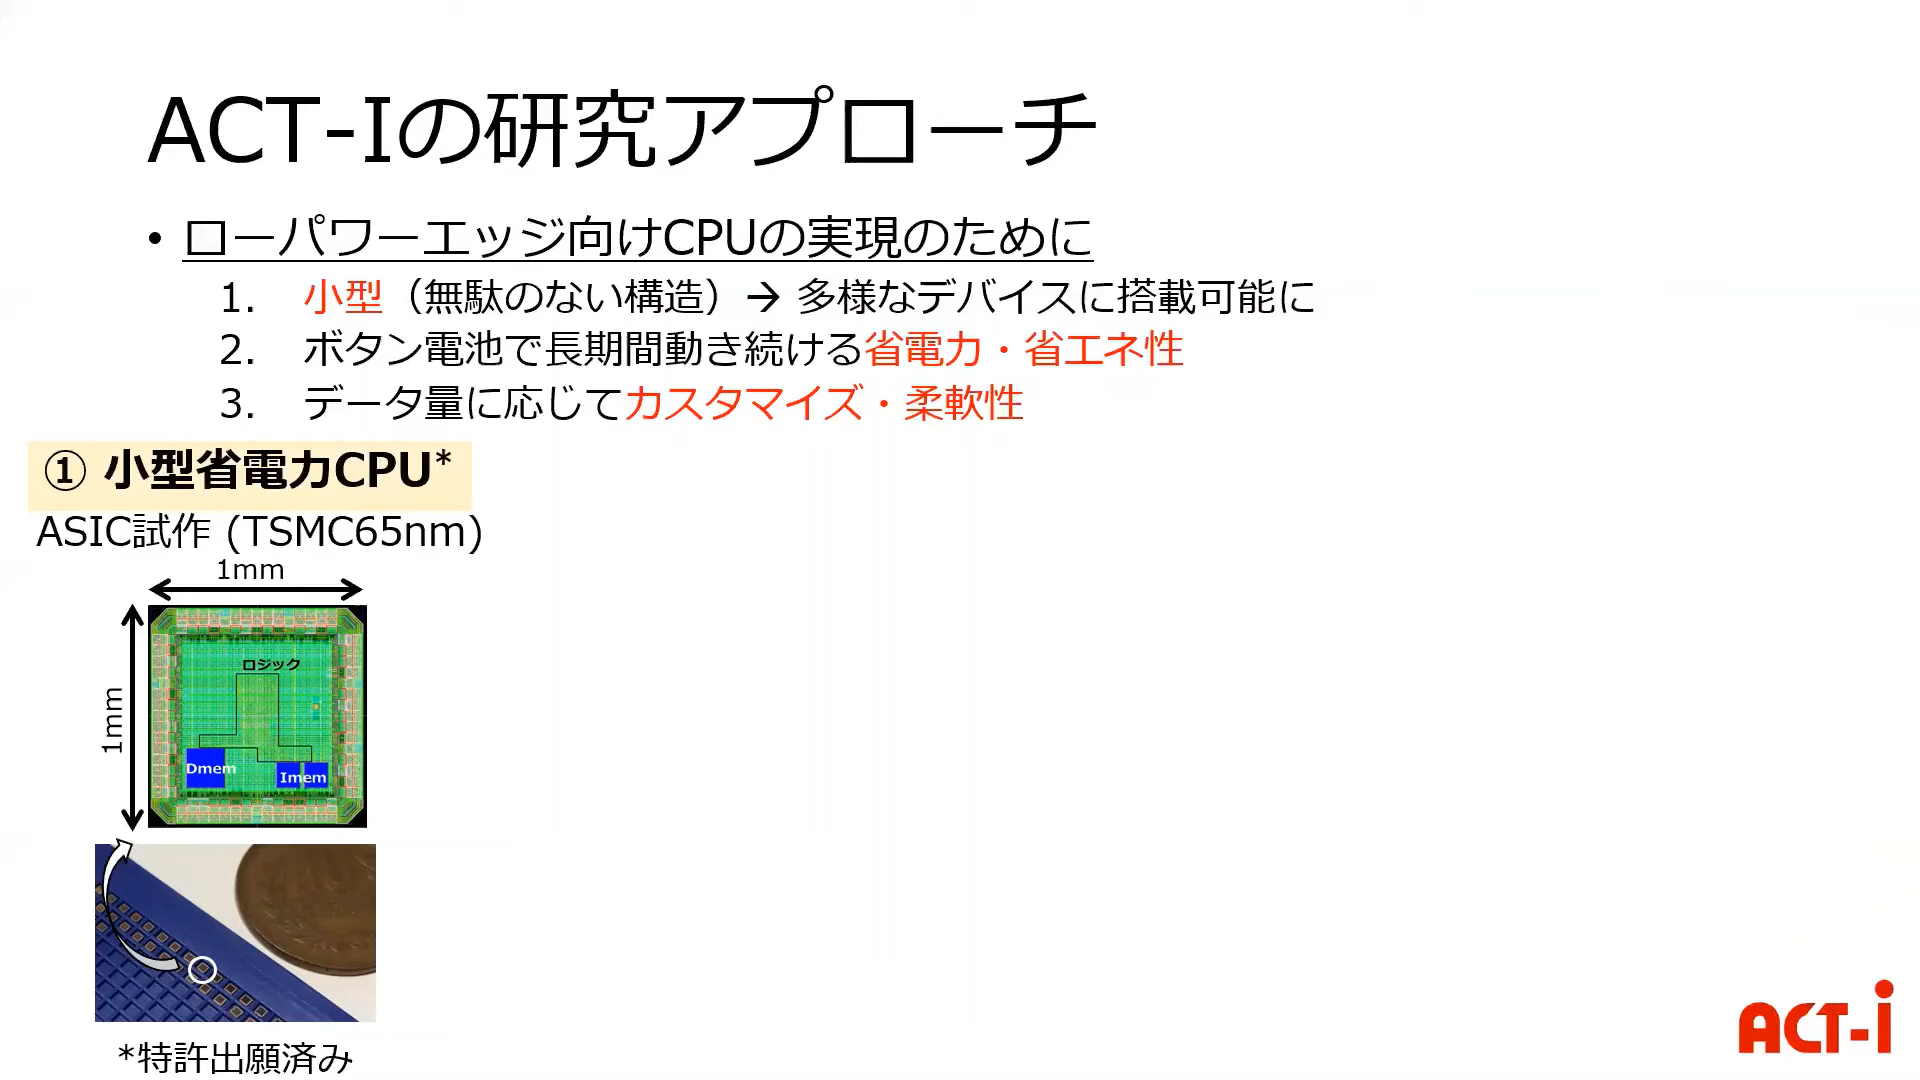 ACT-Iの研究アプローチ
• ローパワーエッジ向けCPUの実現のために
1. 小型（無駄のない構造）→ 多様なデバイスに搭載可能に
2. ボタン電池で長期間動き続ける省電力・省エネ性
3. データ量に応じてカスタマイズ・柔軟性
① 小型省電力CPU*
ASIC試作 (TSMC65nm)
1mm
1mm
ロジック
Dmem
Imem
*特許出願済み
ACT-i